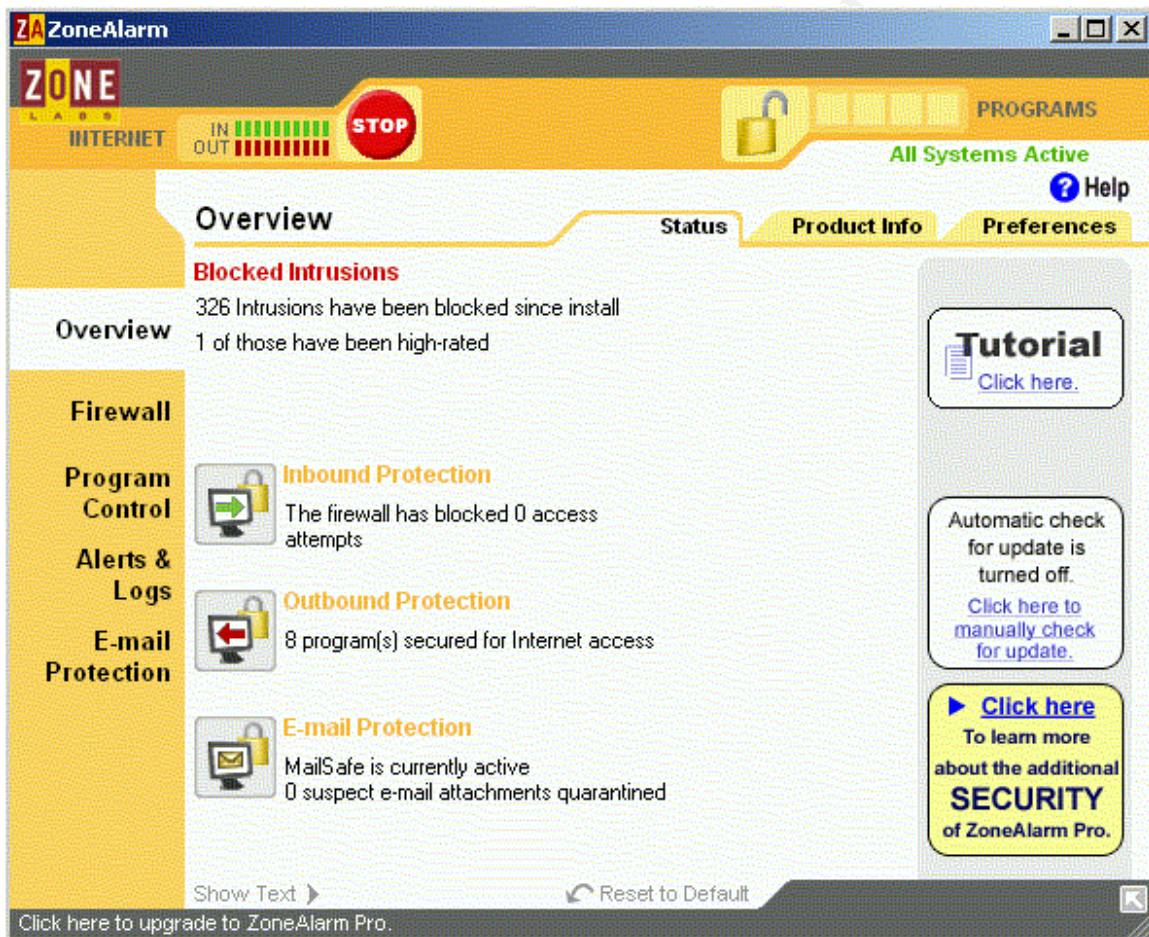 ZA ZoneAlarm
ZONE
LABS
INTERNET
IN
OUT
STOP
PROGRAMS
All Systems Active
? Help
Overview
Status
Product Info
Preferences
Overview
Firewall
Program
Control
Alerts &
Logs
E-mail
Protection
Blocked Intrusions
326 Intrusions have been blocked since install
1 of those have been high-rated
Inbound Protection
The firewall has blocked 0 access
attempts
Outbound Protection
8 program(s) secured for Internet access
E-mail Protection
MailSafe is currently active
0 suspect e-mail attachments quarantined
Tutorial
Click here.
Automatic check
for update is
turned off.
Click here to
manually check
for update.
Click here
To learn more
about the additional
SECURITY
of ZoneAlarm Pro.
Show Text
Reset to Default
Click here to upgrade to ZoneAlarm Pro.